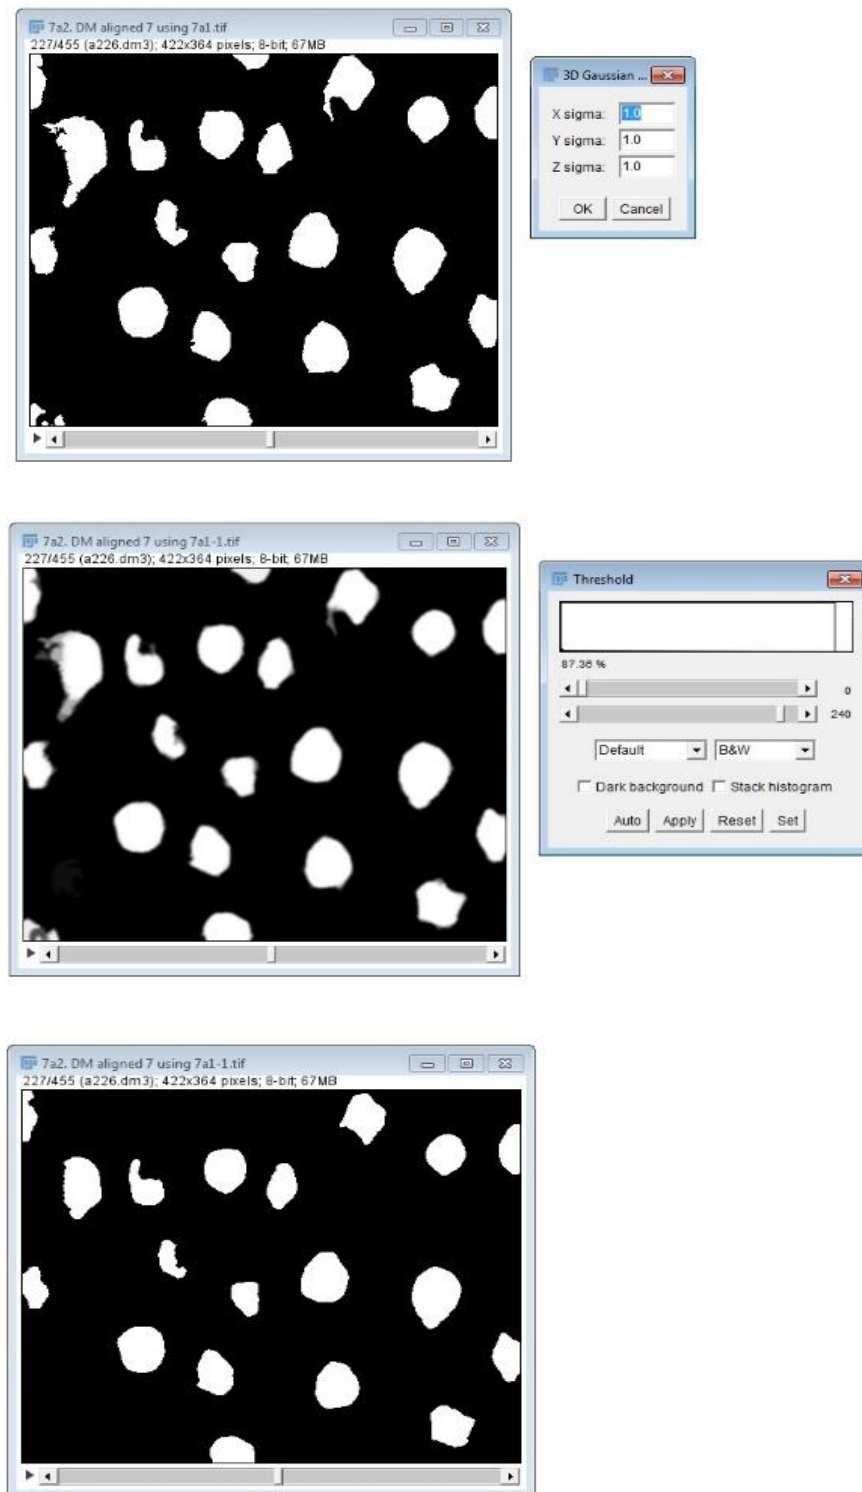 7a2. DM aligned 7 using 7a1.tif
227/455 (a226.dm3); 422x364 pixels; 8-bit; 67MB
3D Gaussian ...
X sigma: 1.0
Y sigma: 1.0
Z sigma: 1.0
OK Cancel
7a2. DM aligned 7 using 7a1-1.tif
227/455 (a226.dm3); 422x364 pixels; 8-bit; 67MB
Threshold
87.36 %
0
240
Default B&W
Dark background Stack histogram
Auto Apply Reset Set
7a2. DM aligned 7 using 7a1-1.tif
227/455 (a226.dm3); 422x364 pixels; 8-bit; 67MB